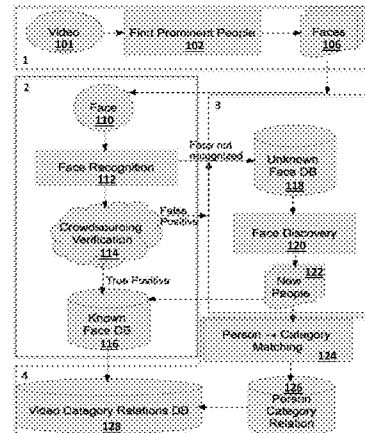 Video
101
Find Prominent People
102
Faces
106
1
2
Face
110
Face Recognition
112
Face not
recognized
Crowdsourcing
Verification
114
False
Positive
True Positive
Known
Face DB
116
3
Unknown
Face DB
118
Face Discovery
120
122
New
People
Person → Category
Matching 124
4
Video Category Relations DB
128
126
Person
Category
Relation